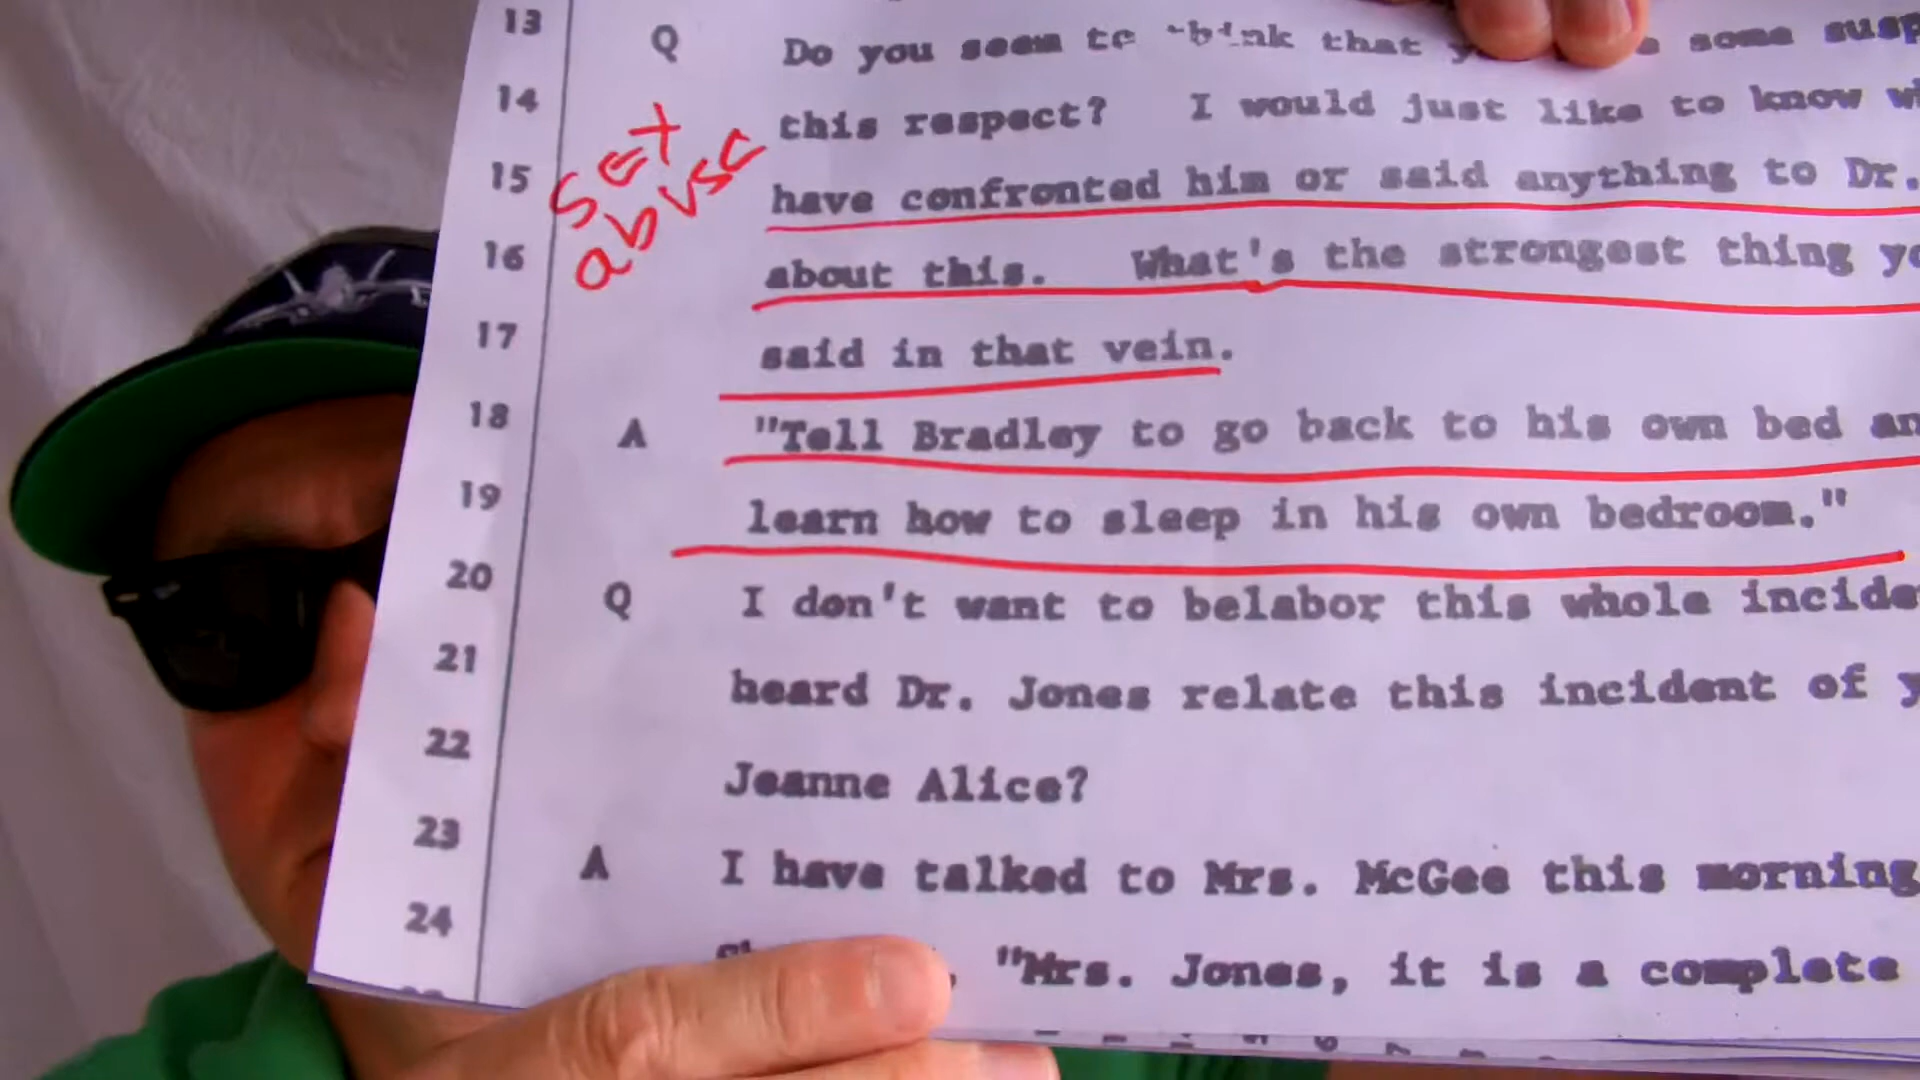 13 Q Do you seem to think that some susp
14 this respect? I would just like to know
15 have confronted him or said anything to Dr.
16 about this. What's the strongest thing
17 said in that vein.
18 A "Tell Bradley to go back to his own bed an
19 learn how to sleep in his own bedroom."
20 Q I don't want to belabor this whole incide
21 heard Dr. Jones relate this incident of y
22 Jeanne Alice?
23 A I have talked to Mrs. McGee this morning
24 "Mrs. Jones, it is a complete
sex
abuse